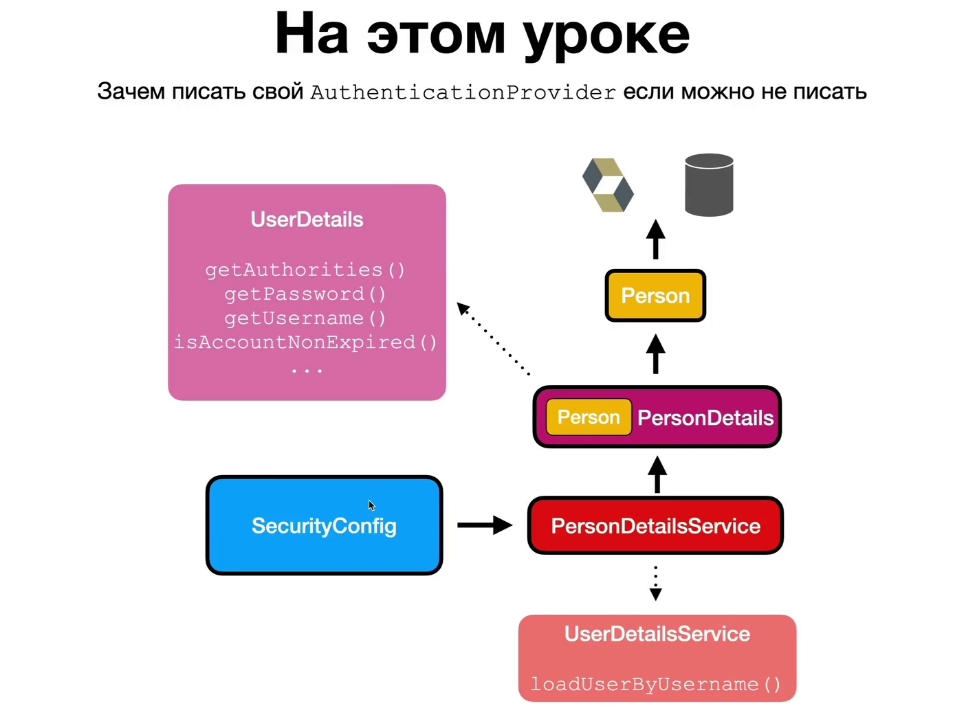 На этом уроке
Зачем писать свой AuthenticationProvider если можно не писать
UserDetails
getAuthorities()
getPassword()
getUsername()
isAccountNonExpired()
...
Person
Person PersonDetails
SecurityConfig
PersonDetailsService
UserDetailsService
loadUserByUsername()